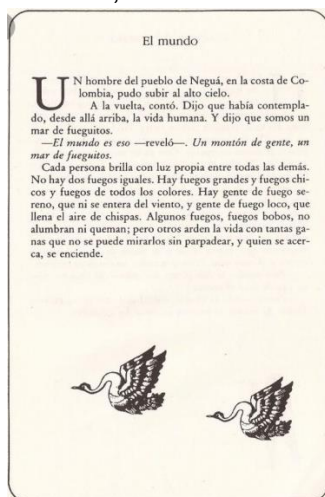 El mundo
UN hombre del pueblo de Neguá, en la costa de Co-
lombia, pudo subir al alto cielo.
A la vuelta, contó. Dijo que había contempla-
do, desde allá arriba, la vida humana. Y dijo que somos un
mar de fueguitos.
—El mundo es eso —reveló—. Un montón de gente, un
mar de fueguitos.
Cada persona brilla con luz propia entre todas las demás.
No hay dos fuegos iguales. Hay fuegos grandes y fuegos chi-
cos y fuegos de todos los colores. Hay gente de fuego se-
reno, que ni se entera del viento, y gente de fuego loco, que
llena el aire de chispas. Algunos fuegos, fuegos bobos, no
alumbran ni queman; pero otros arden la vida con tantas ga-
nas que no se puede mirarlos sin parpadear, y quien se acer-
ca, se enciende.